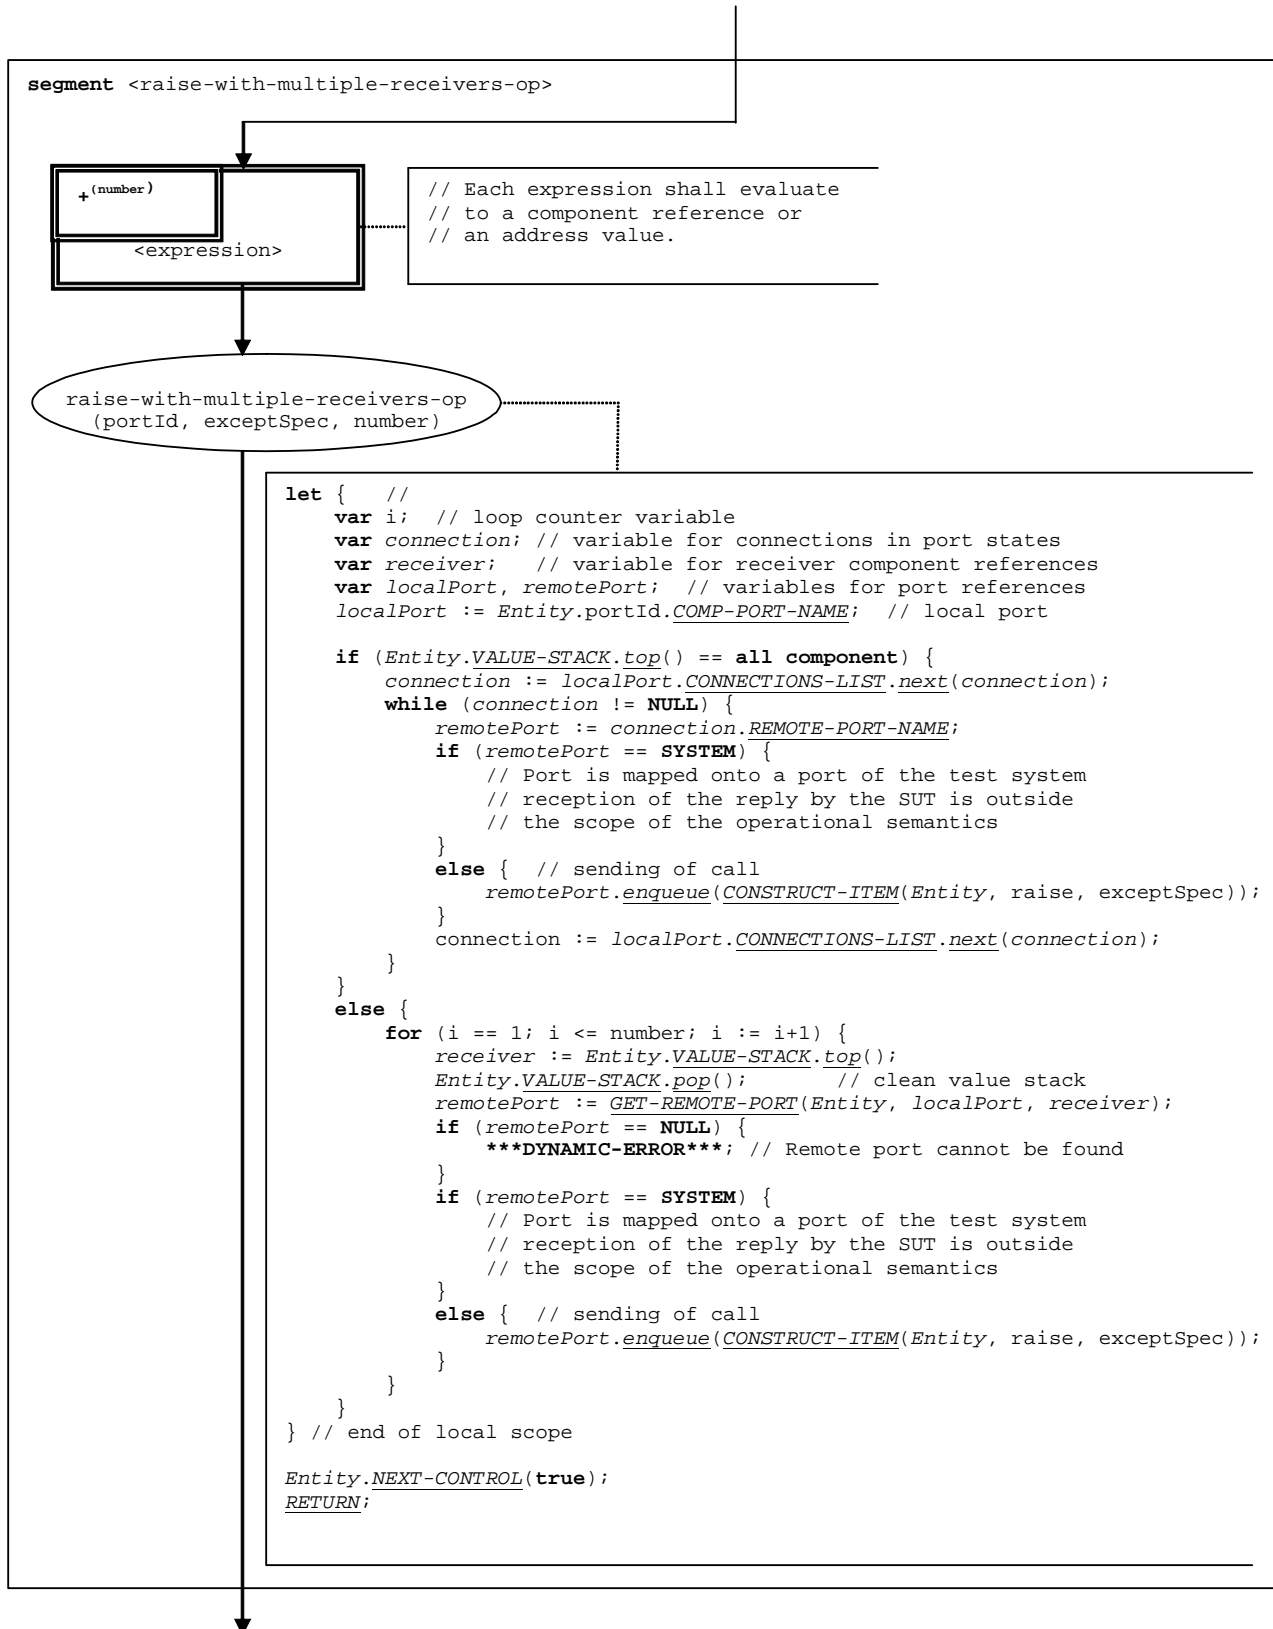 segment <raise-with-multiple-receivers-op>
+(number)
<expression>
// Each expression shall evaluate
// to a component reference or
// an address value.
raise-with-multiple-receivers-op
(portId, exceptSpec, number)
let {   //
    var i;  // loop counter variable
    var connection; // variable for connections in port states
    var receiver;   // variable for receiver component references
    var localPort, remotePort;  // variables for port references
    localPort := Entity.portId.COMP-PORT-NAME;  // local port
    if (Entity.VALUE-STACK.top() == all component) {
        connection := localPort.CONNECTIONS-LIST.next(connection);
        while (connection != NULL) {
            remotePort := connection.REMOTE-PORT-NAME;
            if (remotePort == SYSTEM) {
                // Port is mapped onto a port of the test system
                // reception of the reply by the SUT is outside
                // the scope of the operational semantics
            }
            else {  // sending of call
                remotePort.enqueue(CONSTRUCT-ITEM(Entity, raise, exceptSpec));
            }
            connection := localPort.CONNECTIONS-LIST.next(connection);
        }
    }
    else {
        for (i == 1; i <= number; i := i+1) {
            receiver := Entity.VALUE-STACK.top();
            Entity.VALUE-STACK.pop();       // clean value stack
            remotePort := GET-REMOTE-PORT(Entity, localPort, receiver);
            if (remotePort == NULL) {
                ***DYNAMIC-ERROR***; // Remote port cannot be found
            }
            if (remotePort == SYSTEM) {
                // Port is mapped onto a port of the test system
                // reception of the reply by the SUT is outside
                // the scope of the operational semantics
            }
            else {  // sending of call
                remotePort.enqueue(CONSTRUCT-ITEM(Entity, raise, exceptSpec));
            }
        }
    }
} // end of local scope
Entity.NEXT-CONTROL(true);
RETURN;